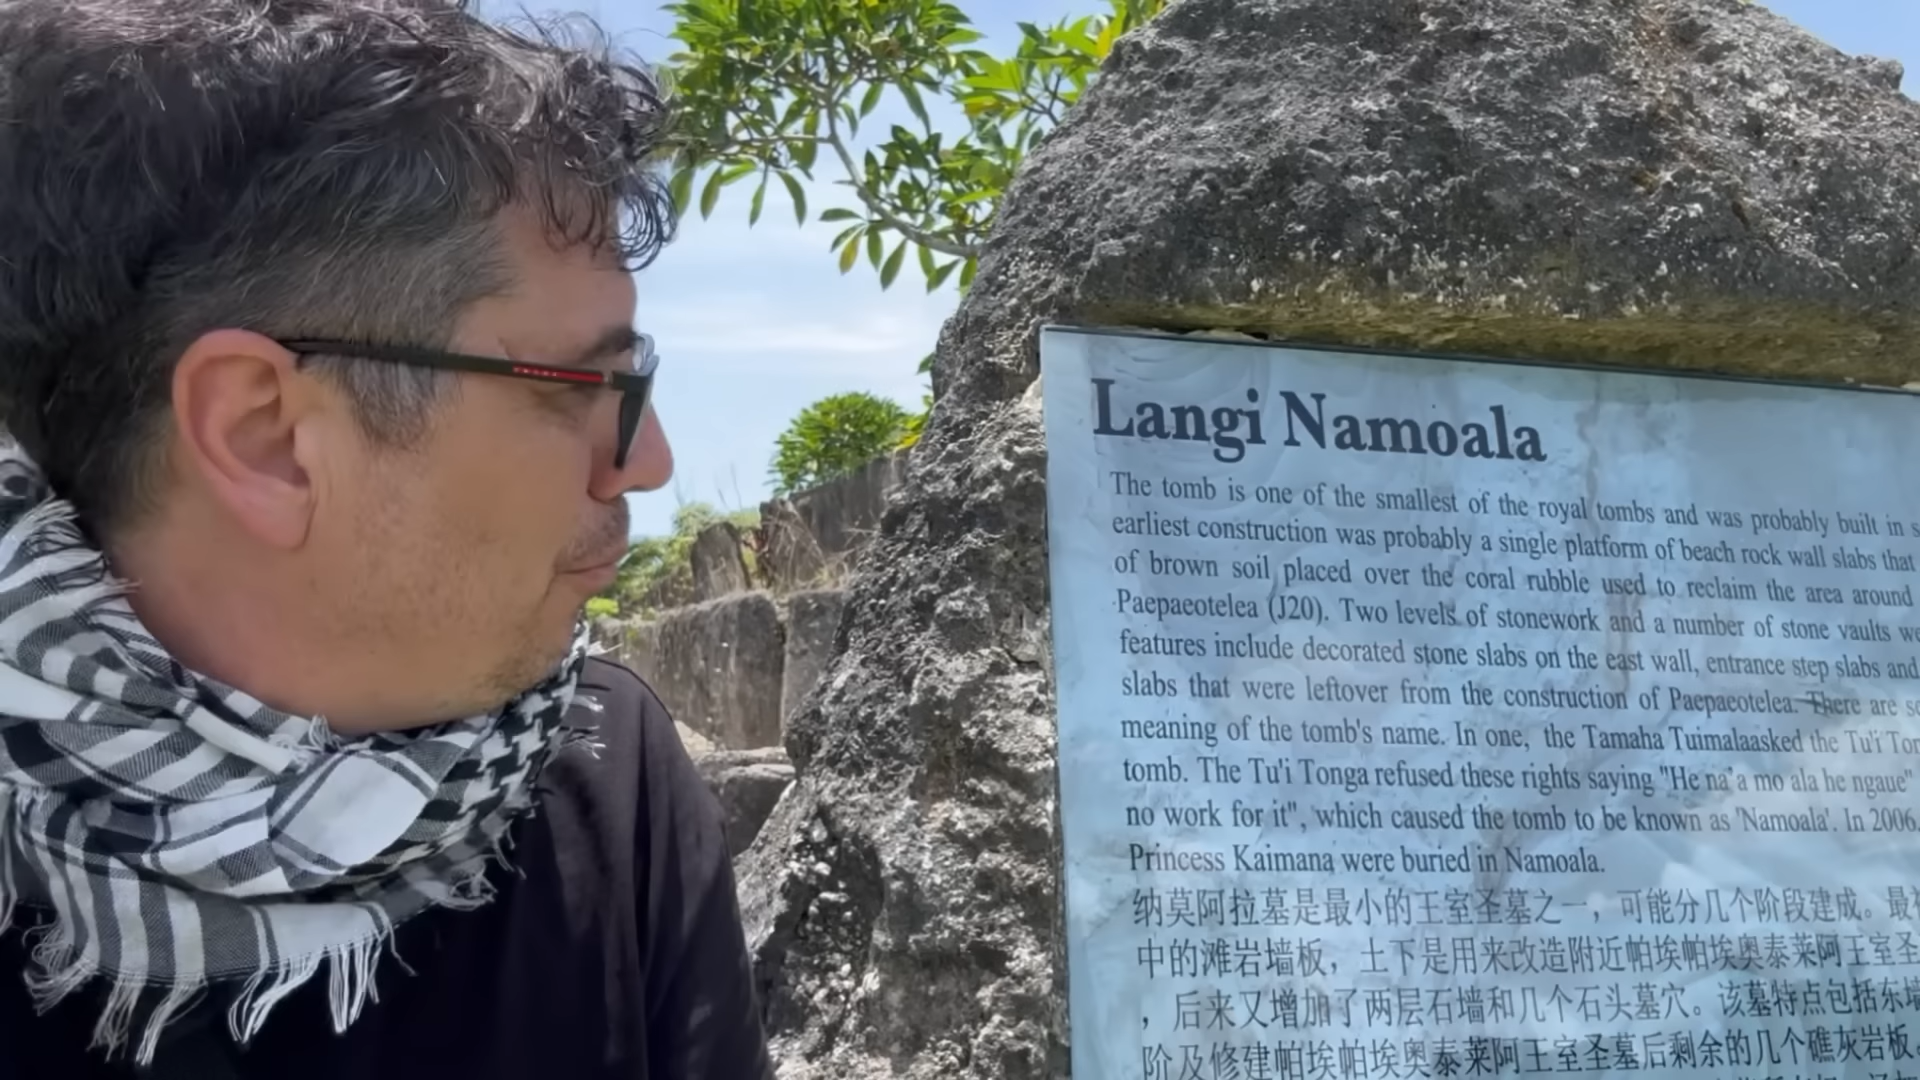 Langi Namoala
The tomb is one of the smallest of the royal tombs and was probably built in s
earliest construction was probably a single platform of beach rock wall slabs that
of brown soil placed over the coral rubble used to reclaim the area around
Paepaeotelea (J20). Two levels of stonework and a number of stone vaults we
features include decorated stone slabs on the east wall, entrance step slabs and
slabs that were leftover from the construction of Paepaeotelea. There are so
meaning of the tomb's name. In one, the Tamaha Tuimalaasked the Tu'i Ton
tomb. The Tu'i Tonga refused these rights saying "He na'a mo ala he ngaue"
no work for it", which caused the tomb to be known as 'Namoala'. In 2006,
Princess Kaimana were buried in Namoala.
纳莫阿拉墓是最小的王室圣墓之一，可能分几个阶段建成。最初
中的滩岩墙板，土下是用来改造附近帕埃帕埃奥泰莱阿王室圣
，后来又增加了两层石墙和几个石头墓穴。该墓特点包括东墙
阶及修建帕埃帕埃奥泰莱阿王室圣墓后剩余的几个礁灰岩板。